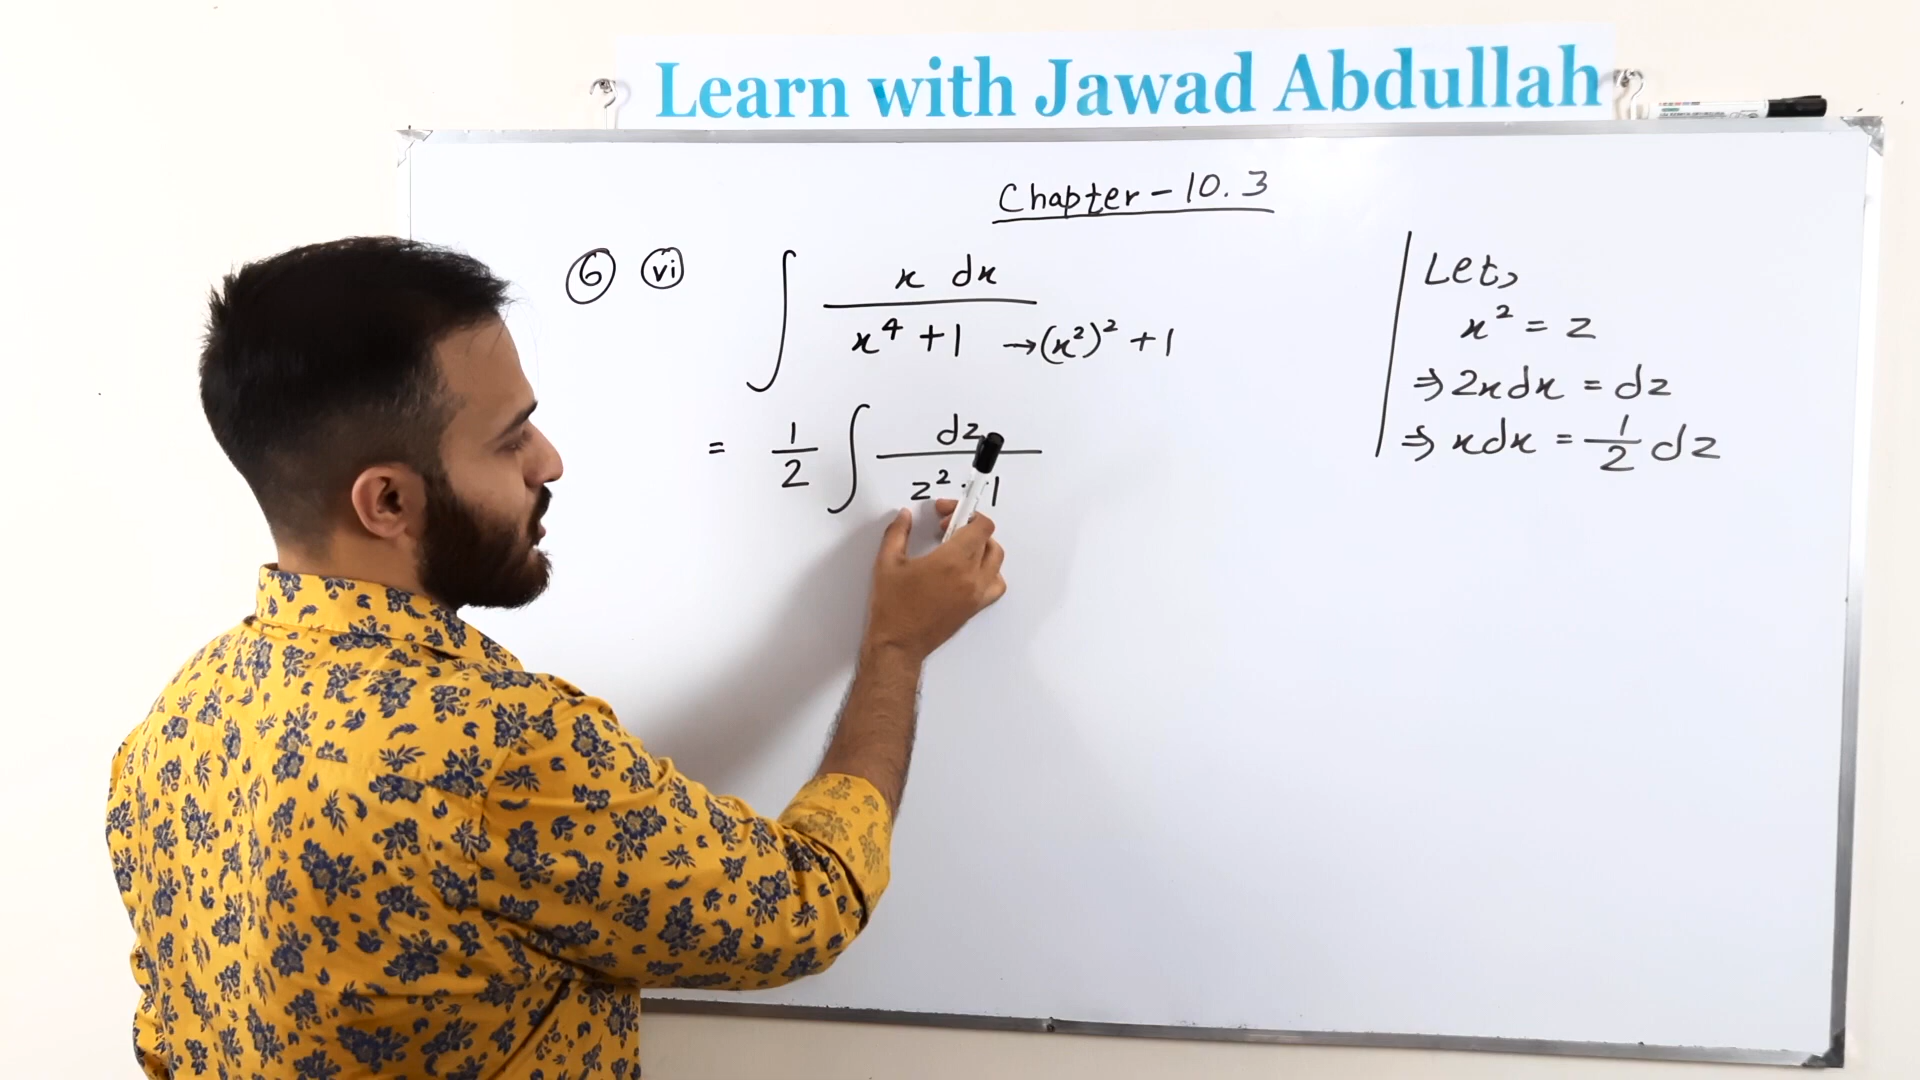 Learn with Jawad Abdullah
Chapter - 10.3
6 vi ∫ x dx / x⁴ + 1 → (x²)² + 1
= 1/2 ∫ dz / z² + 1
Let,
x² = z
⇒ 2x dx = dz
⇒ x dx = 1/2 dz